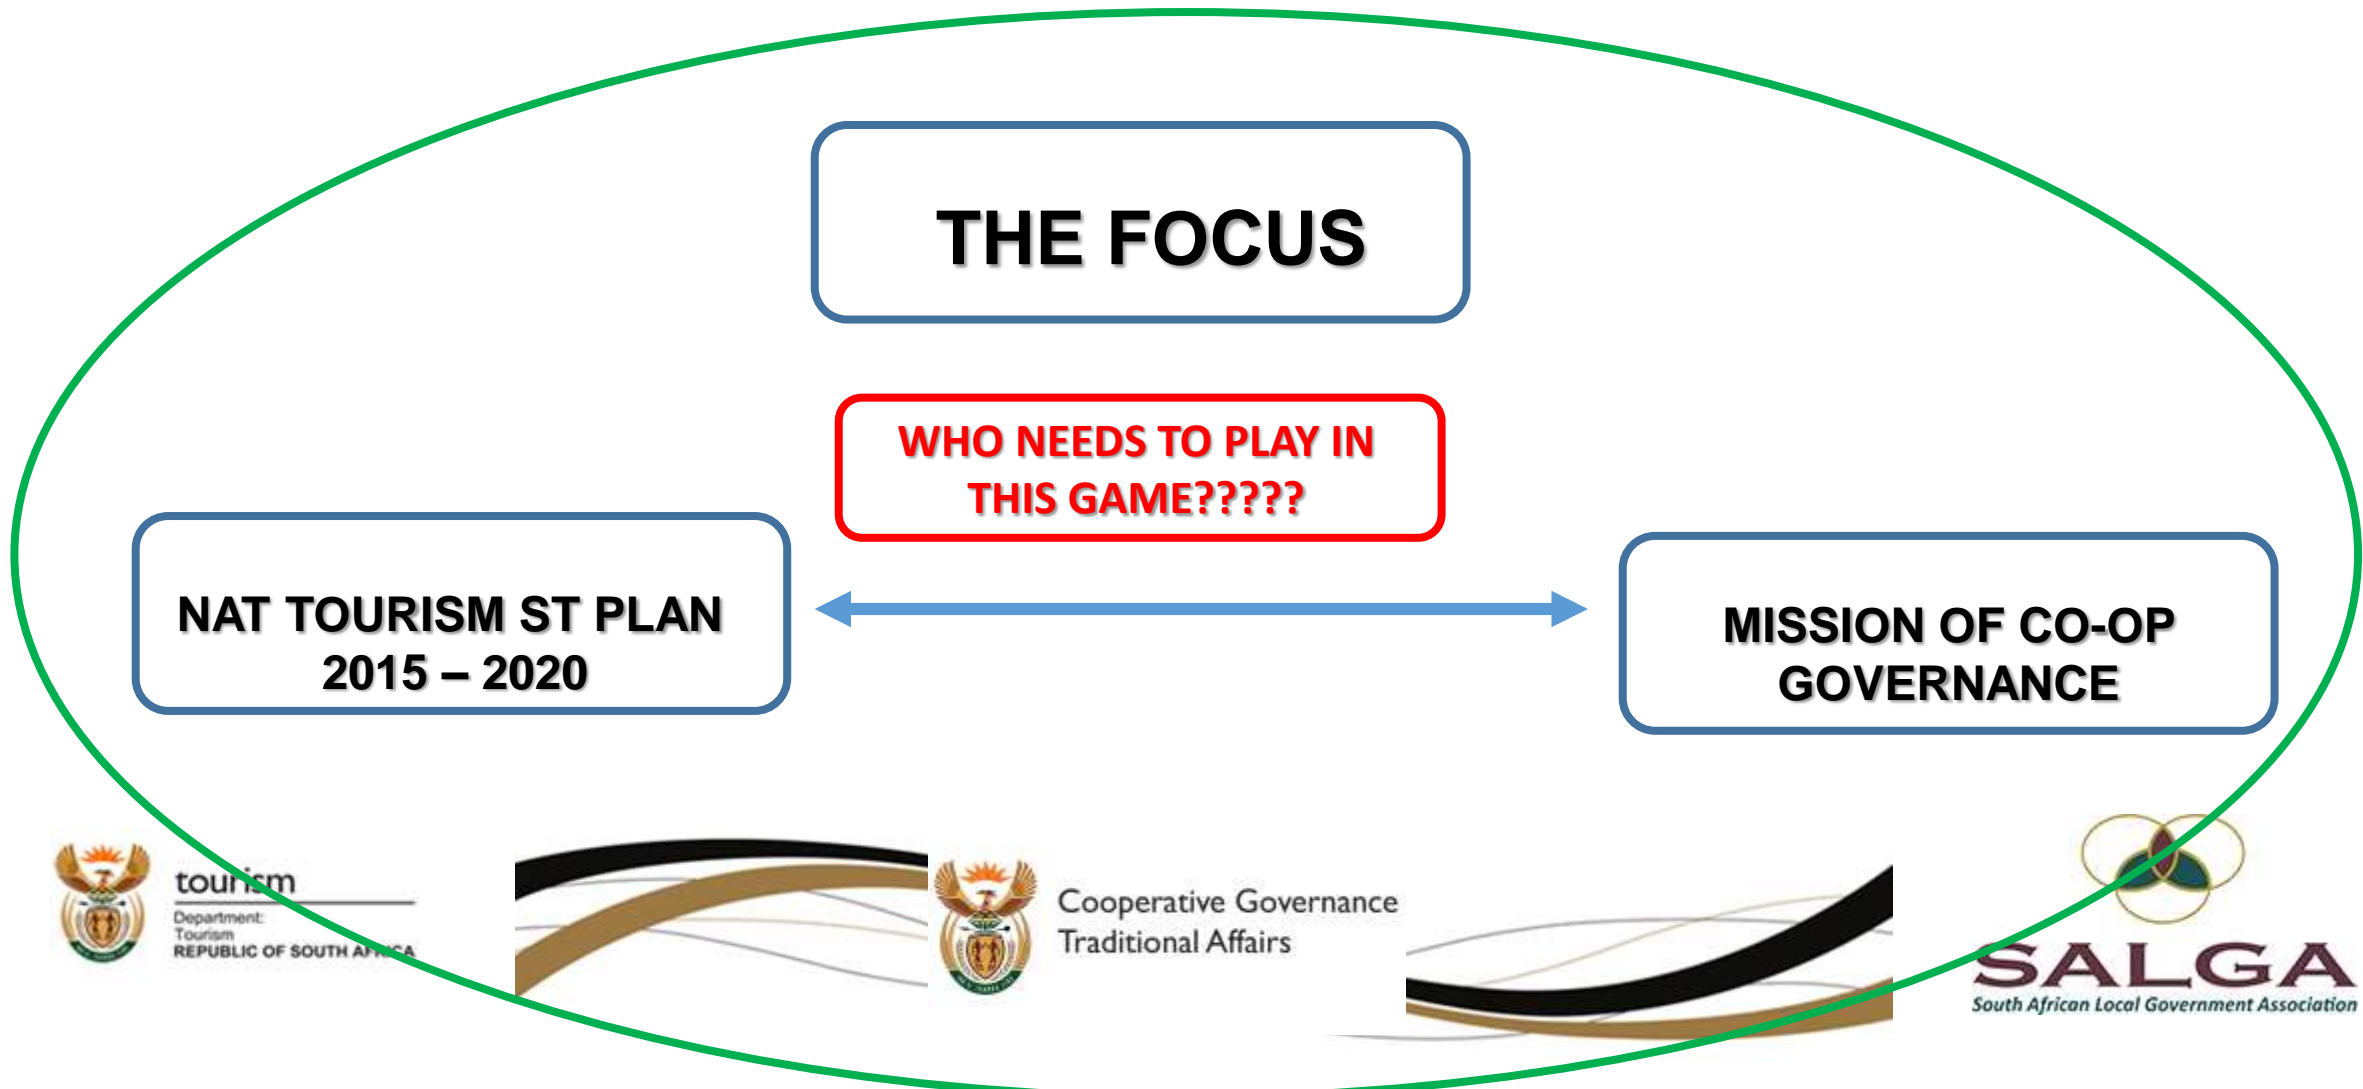 THE FOCUS
WHO NEEDS TO PLAY IN
THIS GAME?????
NAT TOURISM ST PLAN
2015 – 2020
MISSION OF CO-OP
GOVERNANCE
tourism
Department:
Tourism
REPUBLIC OF SOUTH AFRICA
Cooperative Governance
Traditional Affairs
SALGA
South African Local Government Association